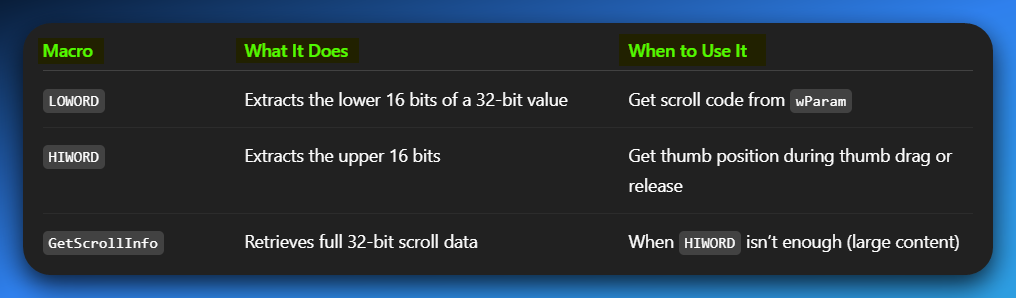 Macro What It Does When to Use It
LOWORD Extracts the lower 16 bits of a 32-bit value Get scroll code from wParam
HIWORD Extracts the upper 16 bits Get thumb position during thumb drag or
release
GetScrollInfo Retrieves full 32-bit scroll data When HIWORD isn’t enough (large content)